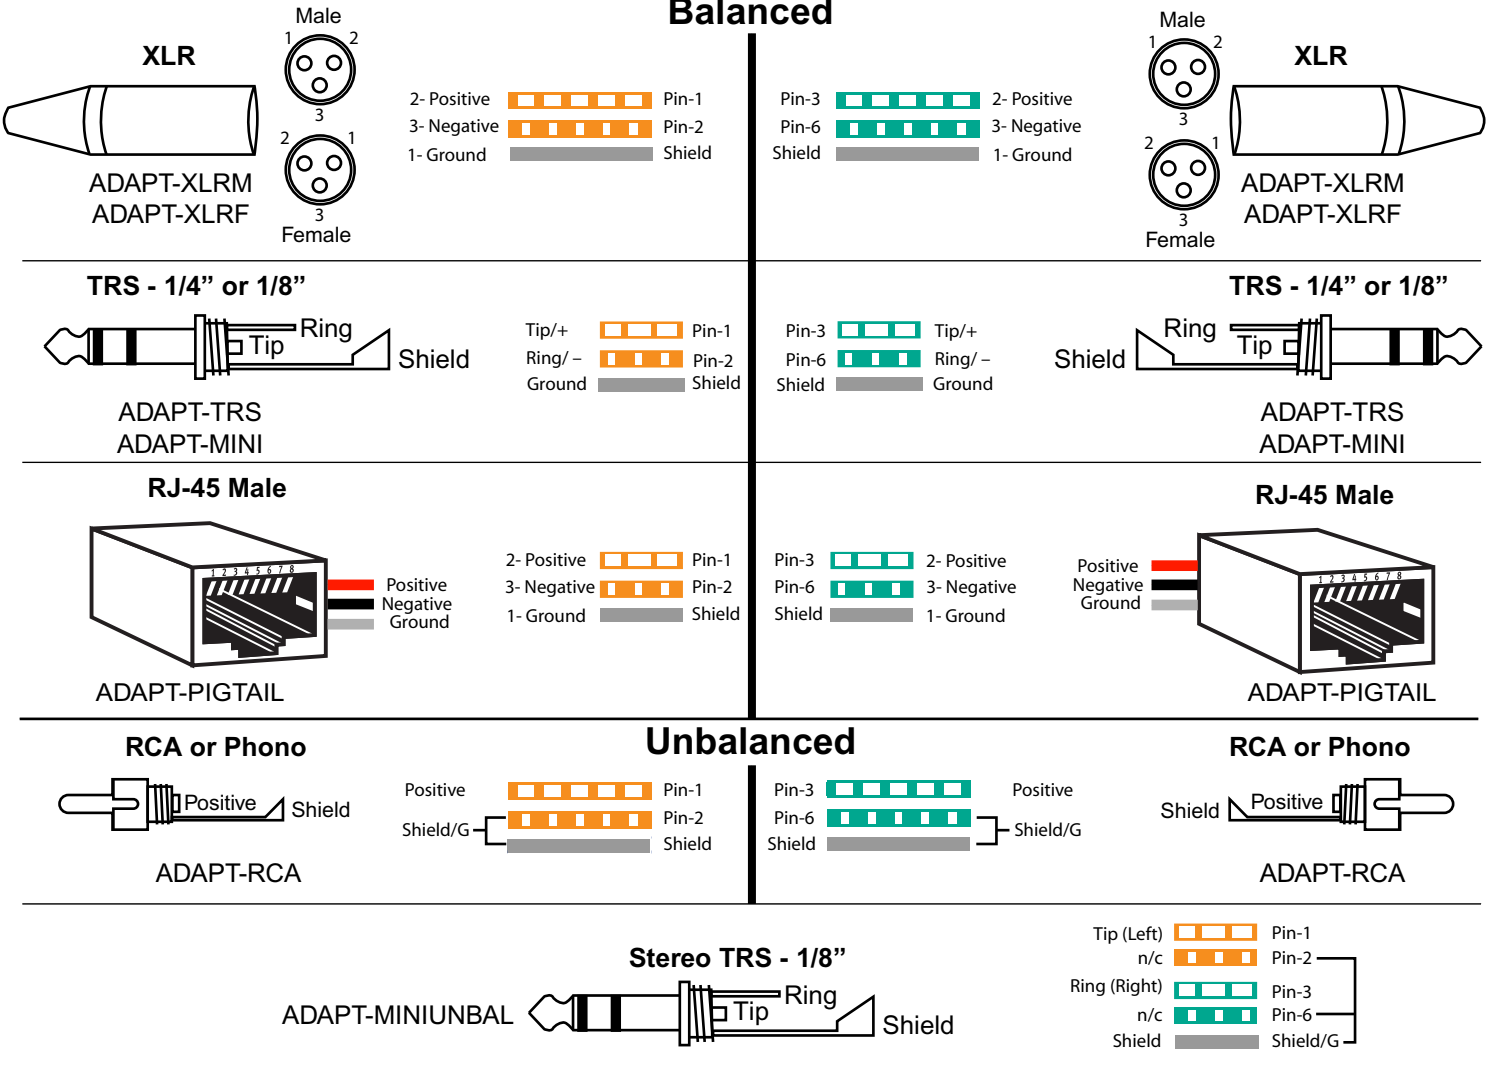 Balanced
Male
1 2
3
XLR
2 1
3
Female
ADAPT-XLRM
ADAPT-XLRF
2- Positive Pin-1
3- Negative Pin-2
1- Ground Shield
Pin-3 2- Positive
Pin-6 3- Negative
Shield 1- Ground
Male
1 2
3
XLR
2 1
3
Female
ADAPT-XLRM
ADAPT-XLRF
TRS - 1/4” or 1/8”
Ring
Tip
Shield
ADAPT-TRS
ADAPT-MINI
Tip/+ Pin-1
Ring/ – Pin-2
Ground Shield
Pin-3 Tip/+
Pin-6 Ring/ –
Shield Ground
TRS - 1/4” or 1/8”
Ring
Tip
Shield
ADAPT-TRS
ADAPT-MINI
RJ-45 Male
1 2 3 4 5 6 7 8
Positive
Negative
Ground
ADAPT-PIGTAIL
2- Positive Pin-1
3- Negative Pin-2
1- Ground Shield
Pin-3 2- Positive
Pin-6 3- Negative
Shield 1- Ground
RJ-45 Male
Positive
Negative
Ground
1 2 3 4 5 6 7 8
ADAPT-PIGTAIL
Unbalanced
RCA or Phono
Positive Shield
ADAPT-RCA
Positive Pin-1
Shield/G Pin-2
Shield
Pin-3 Positive
Pin-6 Shield/G
Shield
RCA or Phono
Shield Positive
ADAPT-RCA
Stereo TRS - 1/8”
ADAPT-MINIUNBAL
Ring
Tip
Shield
Tip (Left) Pin-1
n/c Pin-2
Ring (Right) Pin-3
n/c Pin-6
Shield Shield/G